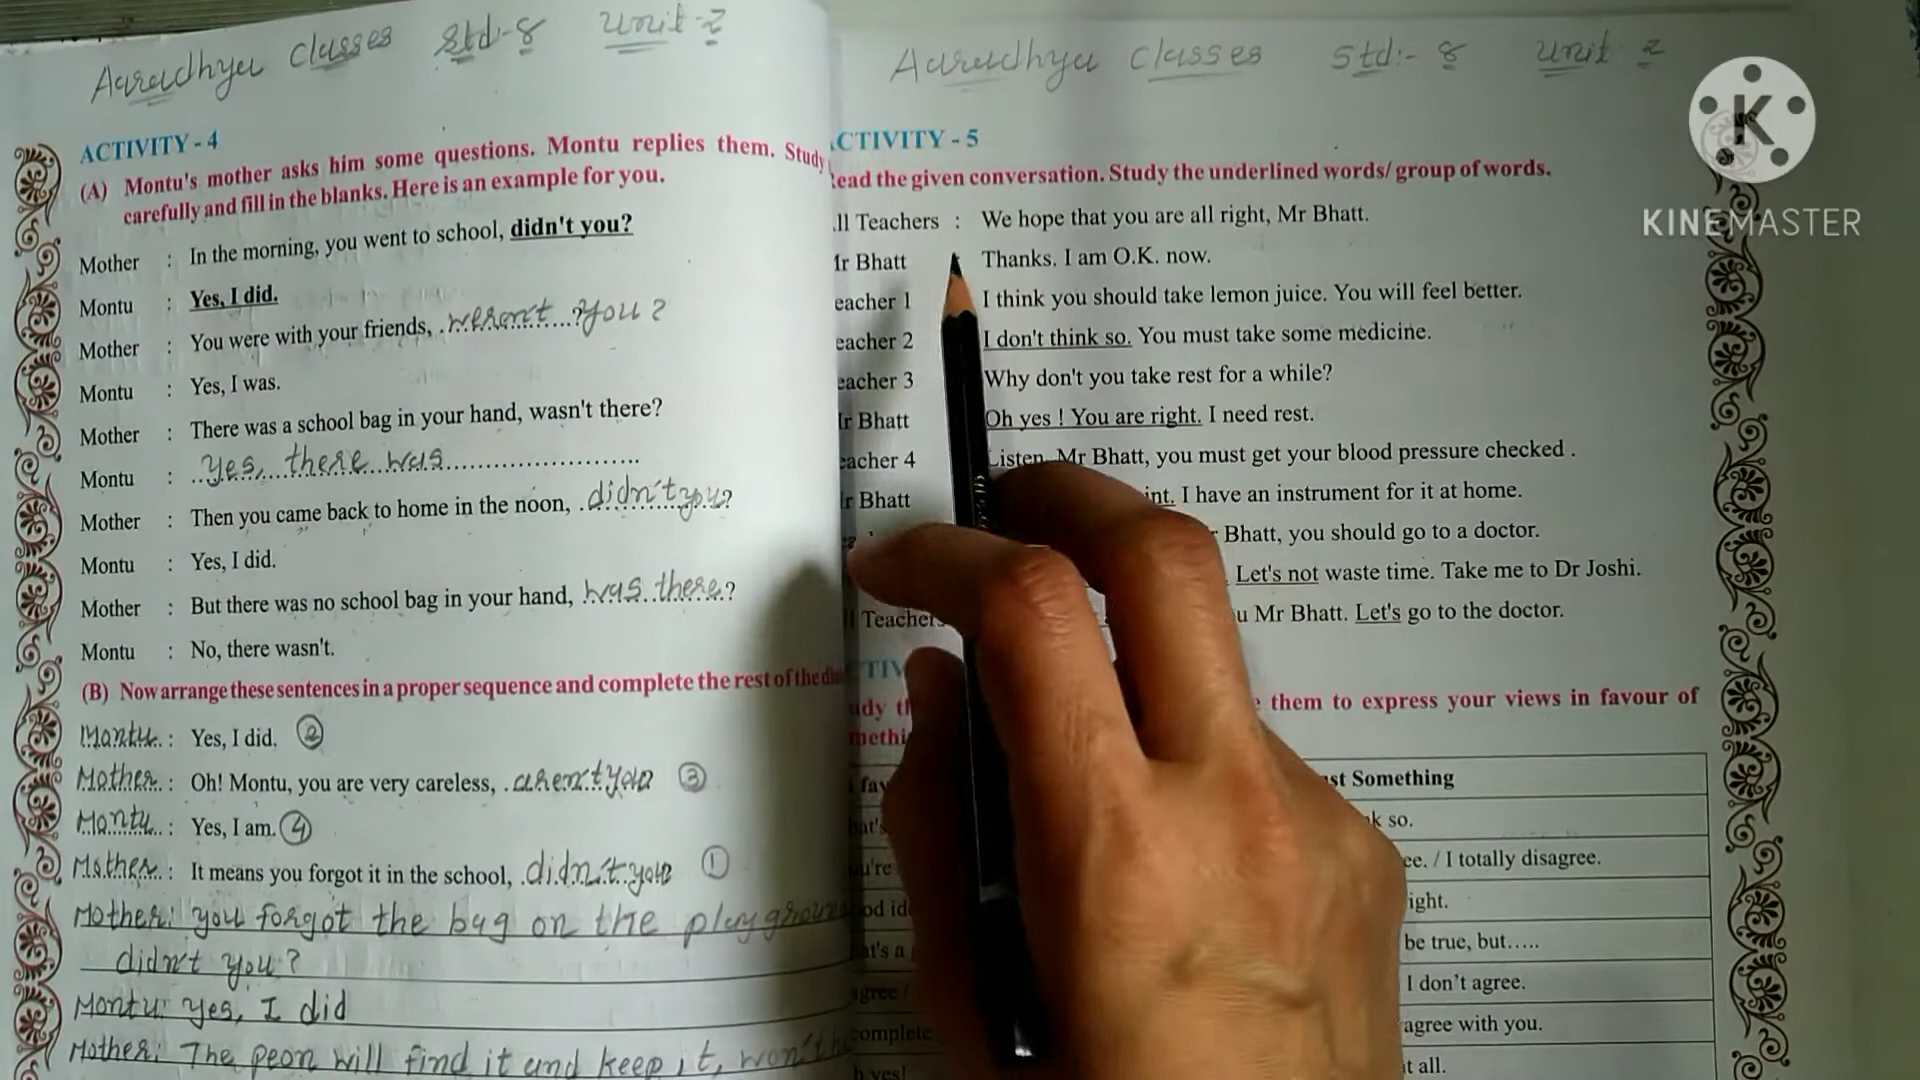 Aaradhya Classes Std:-8 Unit-2
ACTIVITY - 4
(A) Montu's mother asks him some questions. Montu replies them. Study
carefully and fill in the blanks. Here is an example for you.
Mother : In the morning, you went to school, didn't you?
Montu : Yes, I did.
Mother : You were with your friends, weren't you?
Montu : Yes, I was.
Mother : There was a school bag in your hand, wasn't there?
Montu : Yes, there was
Mother : Then you came back to home in the noon, didn't you?
Montu : Yes, I did.
Mother : But there was no school bag in your hand, was there?
Montu : No, there wasn't.
(B) Now arrange these sentences in a proper sequence and complete the rest of the
Montu : Yes, I did. 2
Mother : Oh! Montu, you are very careless, aren't you 3
Montu : Yes, I am. 4
Mother : It means you forgot it in the school, didn't you 1
Mother: you forgot the bag on the
didn't you?
Montu: Yes, I did
Mother: The peon will find it and keep it,
Aaradhya Classes Std:- 8 Unit 2
CTIVITY - 5
ead the given conversation. Study the underlined words/ group of words.
ll Teachers : We hope that you are all right, Mr Bhatt.
r Bhatt : Thanks. I am O.K. now.
eacher 1 I think you should take lemon juice. You will feel better.
eacher 2 I don't think so. You must take some medicine.
eacher 3 Why don't you take rest for a while?
r Bhatt Oh yes ! You are right. I need rest.
eacher 4 Listen, Mr Bhatt, you must get your blood pressure checked .
r Bhatt int. I have an instrument for it at home.
Bhatt, you should go to a doctor.
Let's not waste time. Take me to Dr Joshi.
Teachers u Mr Bhatt. Let's go to the doctor.
them to express your views in favour of
st Something
k so.
ee. / I totally disagree.
ight.
be true, but.....
I don't agree.
agree with you.
complete
t all.
h yes!
K
KINEMASTER